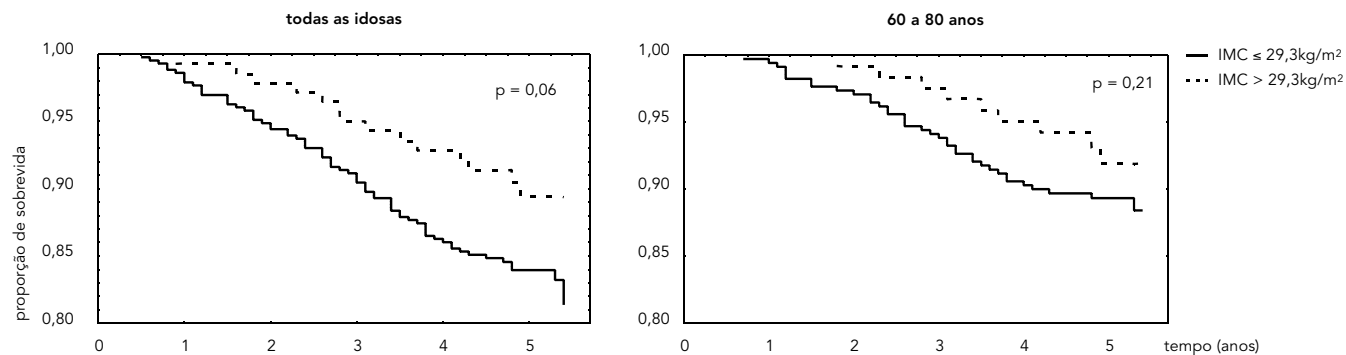 todas as idosas
1,00
0,95
0,90
0,85
0,80
proporção de sobrevida
p = 0,06
0 1 2 3 4 5
60 a 80 anos
1,00
0,95
0,90
0,85
0,80
p = 0,21
0 1 2 3 4 5 tempo (anos)
IMC ≤ 29,3kg/m²
IMC > 29,3kg/m²